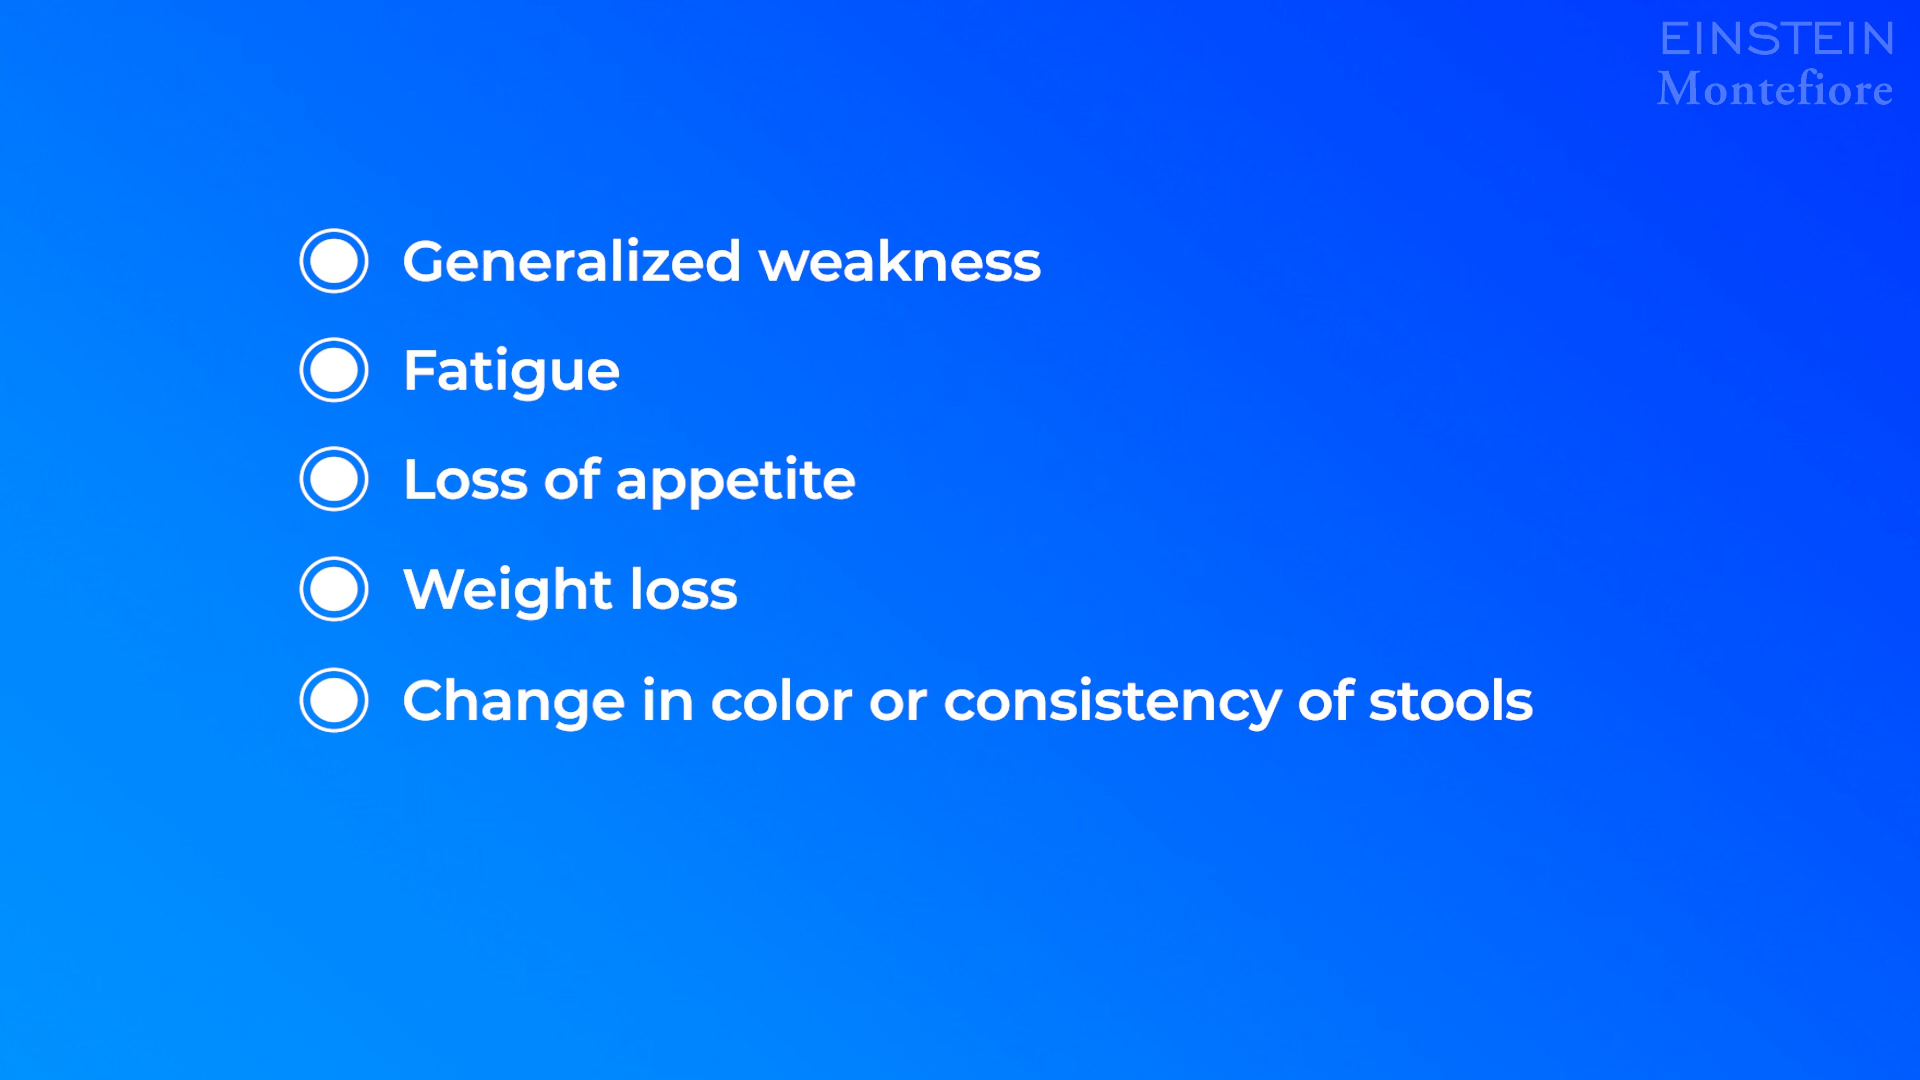 EINSTEIN
Montefiore
Generalized weakness
Fatigue
Loss of appetite
Weight loss
Change in color or consistency of stools